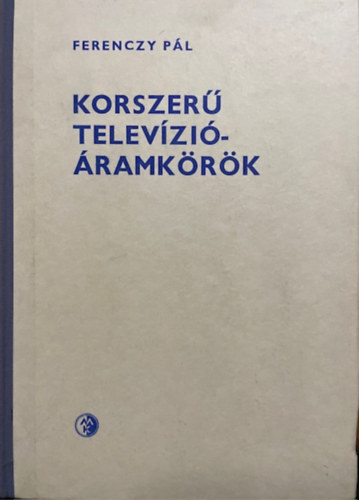 FERENCZY PÁL
KORSZERŰ
TELEVÍZIÓ-
ÁRAMKÖRÖK